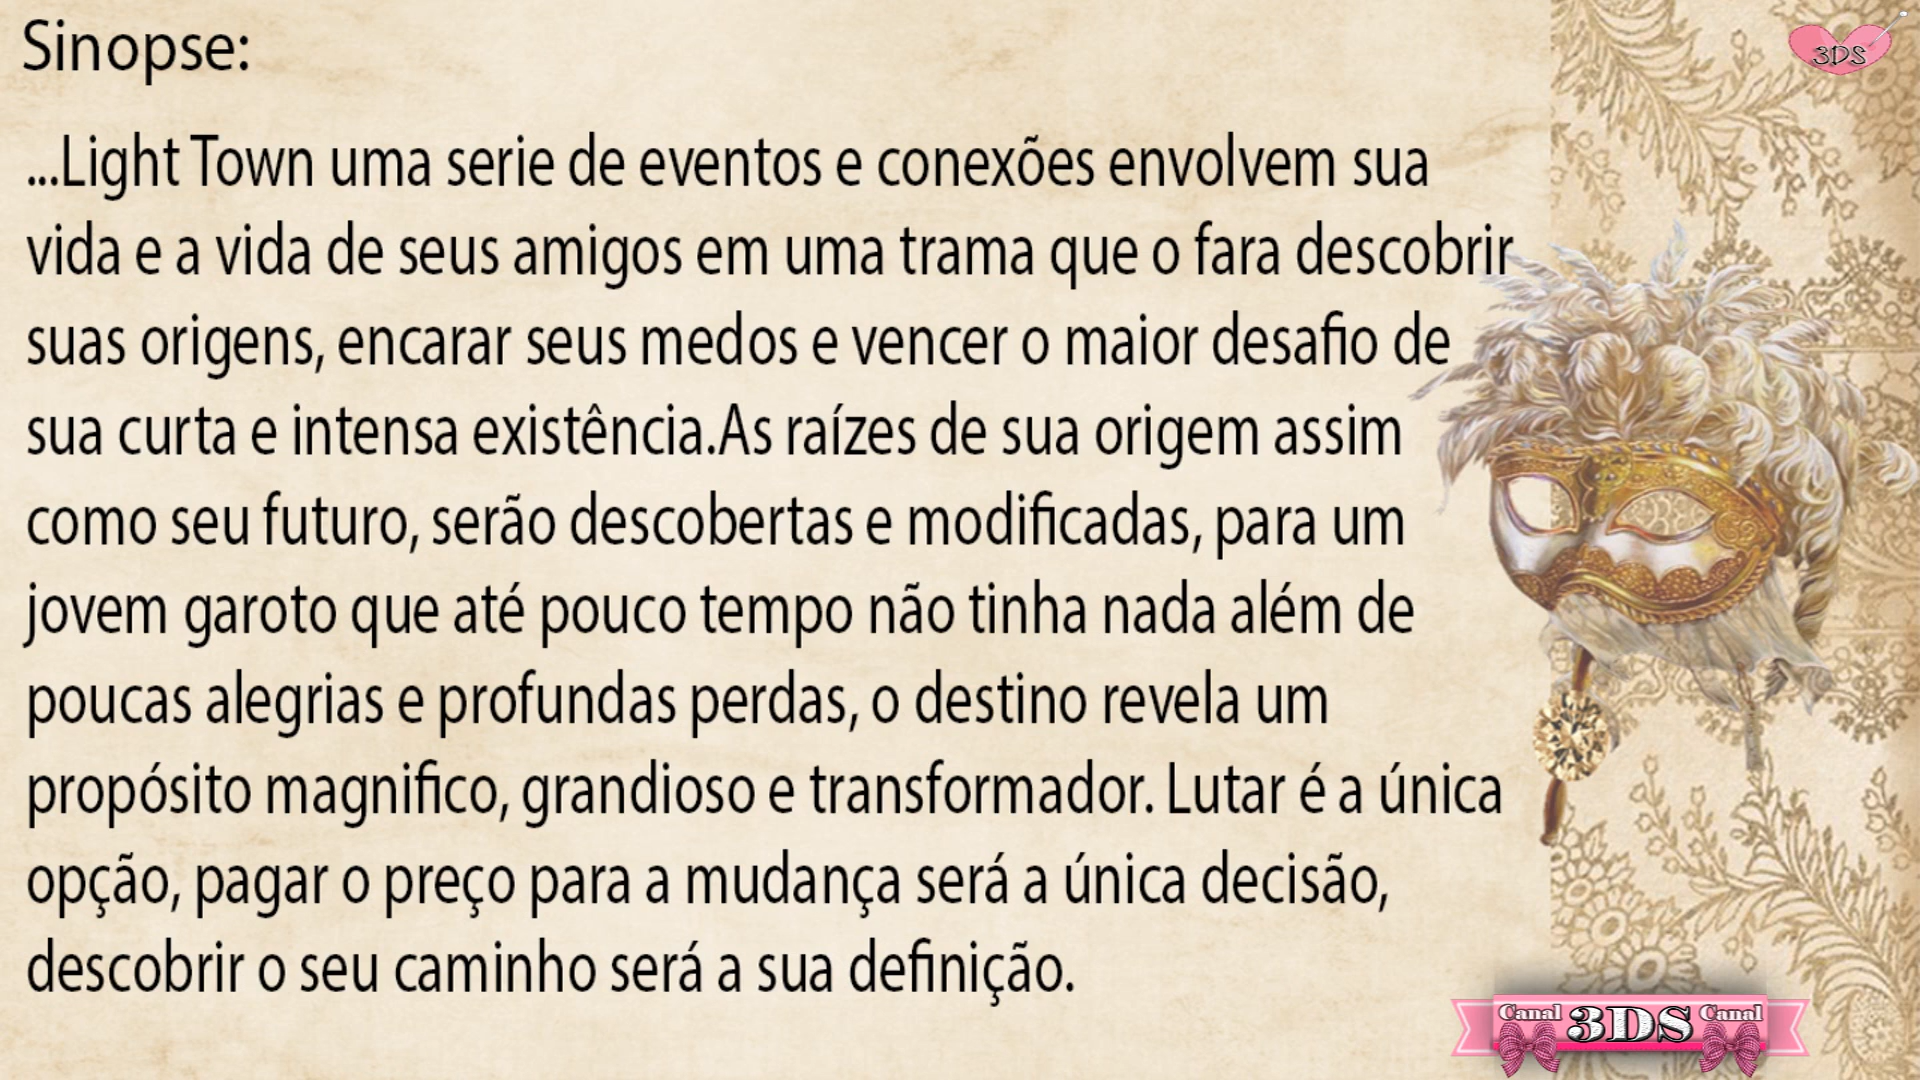 Sinopse:
3DS
...Light Town uma serie de eventos e conexões envolvem sua
vida e a vida de seus amigos em uma trama que o fara descobrir
suas origens, encarar seus medos e vencer o maior desafio de
sua curta e intensa existência.As raízes de sua origem assim
como seu futuro, serão descobertas e modificadas, para um
jovem garoto que até pouco tempo não tinha nada além de
poucas alegrias e profundas perdas, o destino revela um
propósito magnifico, grandioso e transformador. Lutar é a única
opção, pagar o preço para a mudança será a única decisão,
descobrir o seu caminho será a sua definição.
Canal 3DS Canal